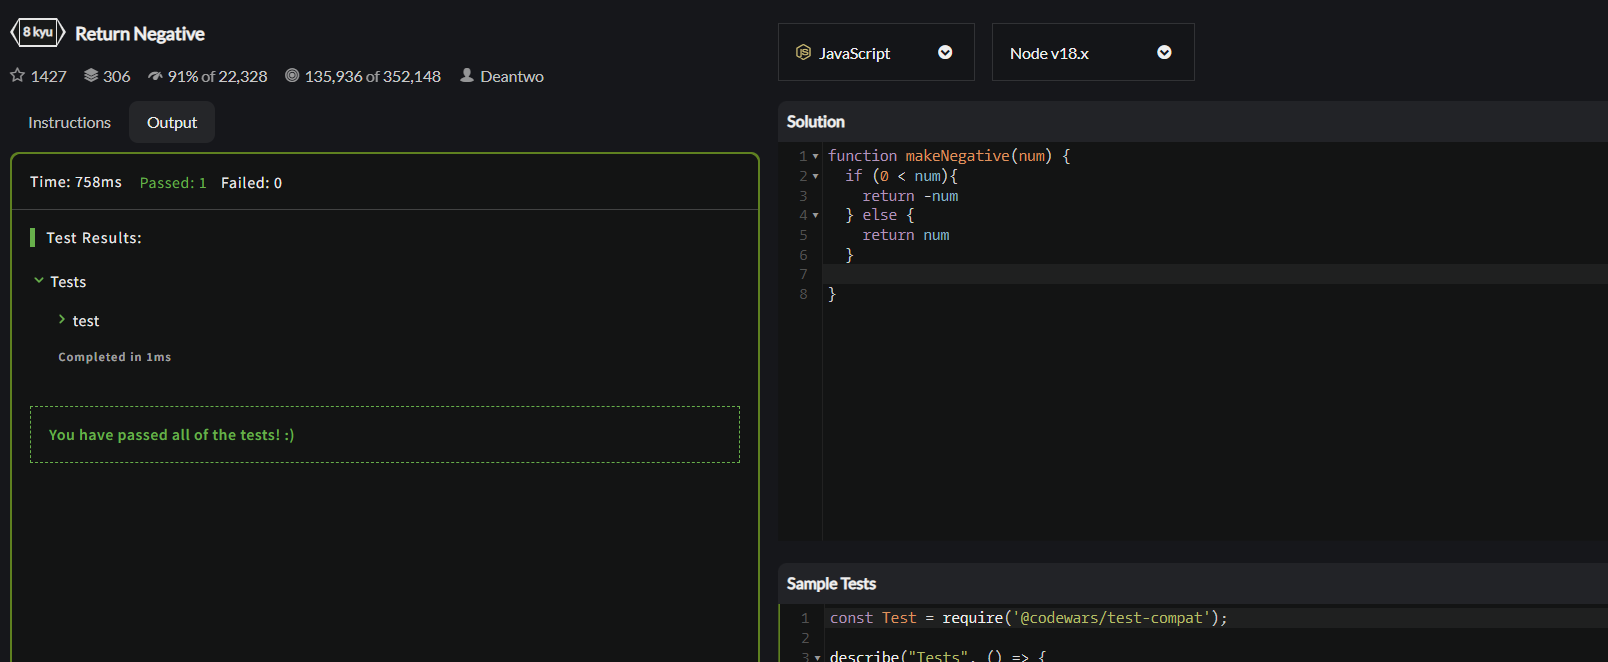 8 kyu Return Negative
1427 306 91% of 22,328 135,936 of 352,148 Deantwo
Instructions Output
Time: 758ms Passed: 1 Failed: 0
Test Results:
Tests
test
Completed in 1ms
You have passed all of the tests! :)
JavaScript Node v18.x
Solution
1 function makeNegative(num) {
2 if (0 < num){
3 return -num
4 } else {
5 return num
6 }
7
8 }
Sample Tests
1 const Test = require('@codewars/test-compat');
2
3 describe("Tests", () => {